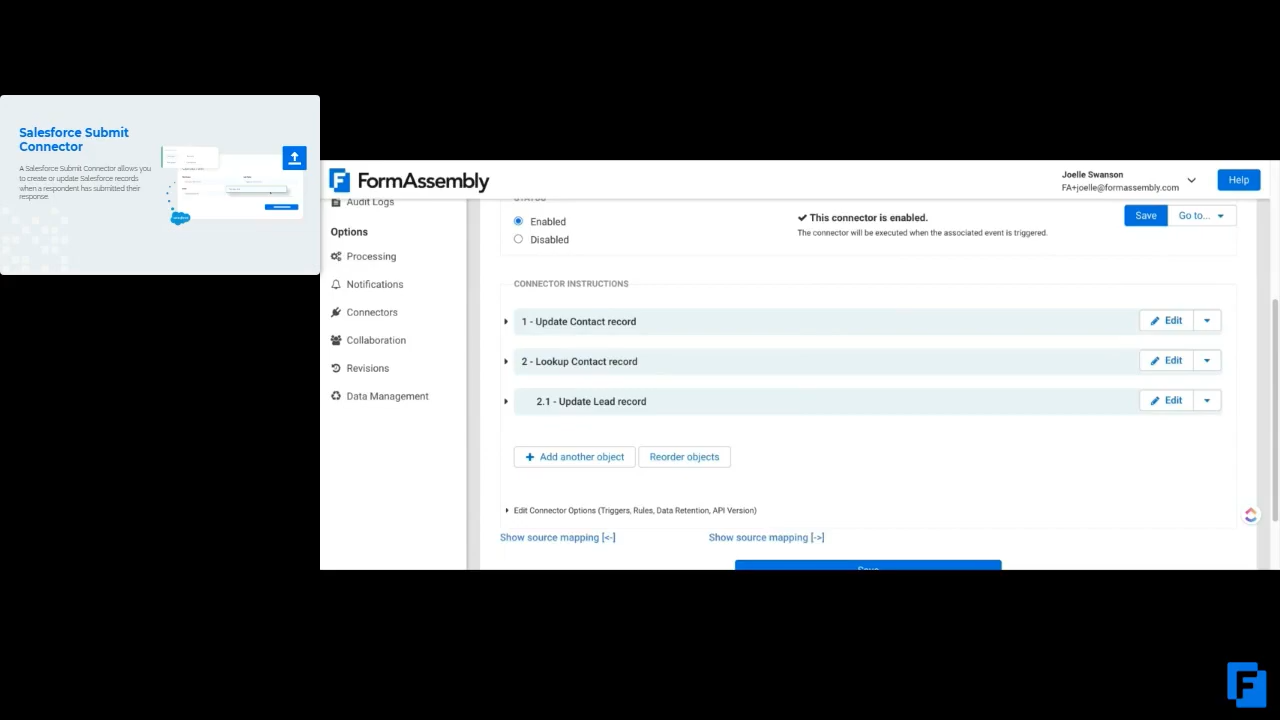 Salesforce Submit
Connector
A Salesforce Submit Connector allows you
to create or update Salesforce records
when a respondent has submitted their
response.
FormAssembly
Joelle Swanson
FA+joelle@formassembly.com
Help
Audit Logs
Options
Processing
Notifications
Connectors
Collaboration
Revisions
Data Management
STATUS
Enabled
Disabled
This connector is enabled.
The connector will be executed when the associated event is triggered.
Save
Go to...
CONNECTOR INSTRUCTIONS
1 - Update Contact record
Edit
2 - Lookup Contact record
Edit
2.1 - Update Lead record
Edit
Add another object
Reorder objects
Edit Connector Options (Triggers, Rules, Data Retention, API Version)
Show source mapping [<-]
Show source mapping [->]
Save